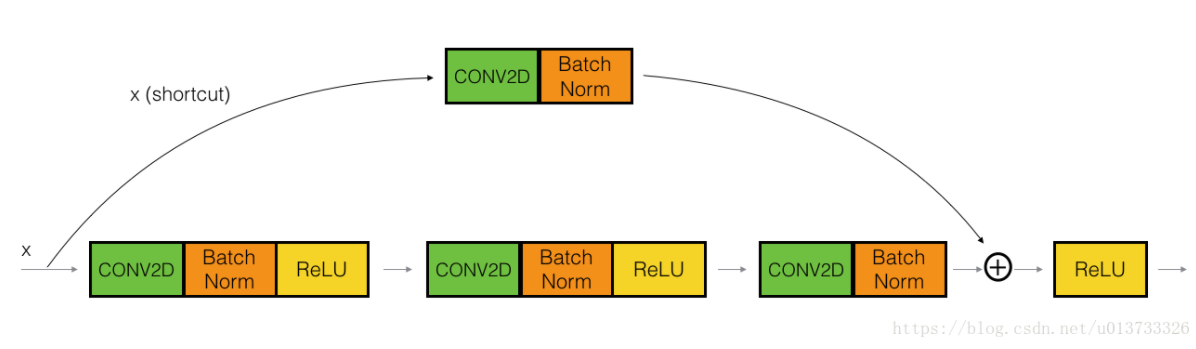 CONV2D
Batch
Norm
x (shortcut)
x
CONV2D
Batch
Norm
ReLU
CONV2D
Batch
Norm
ReLU
CONV2D
Batch
Norm
ReLU
https://blog.csdn.net/u013733326